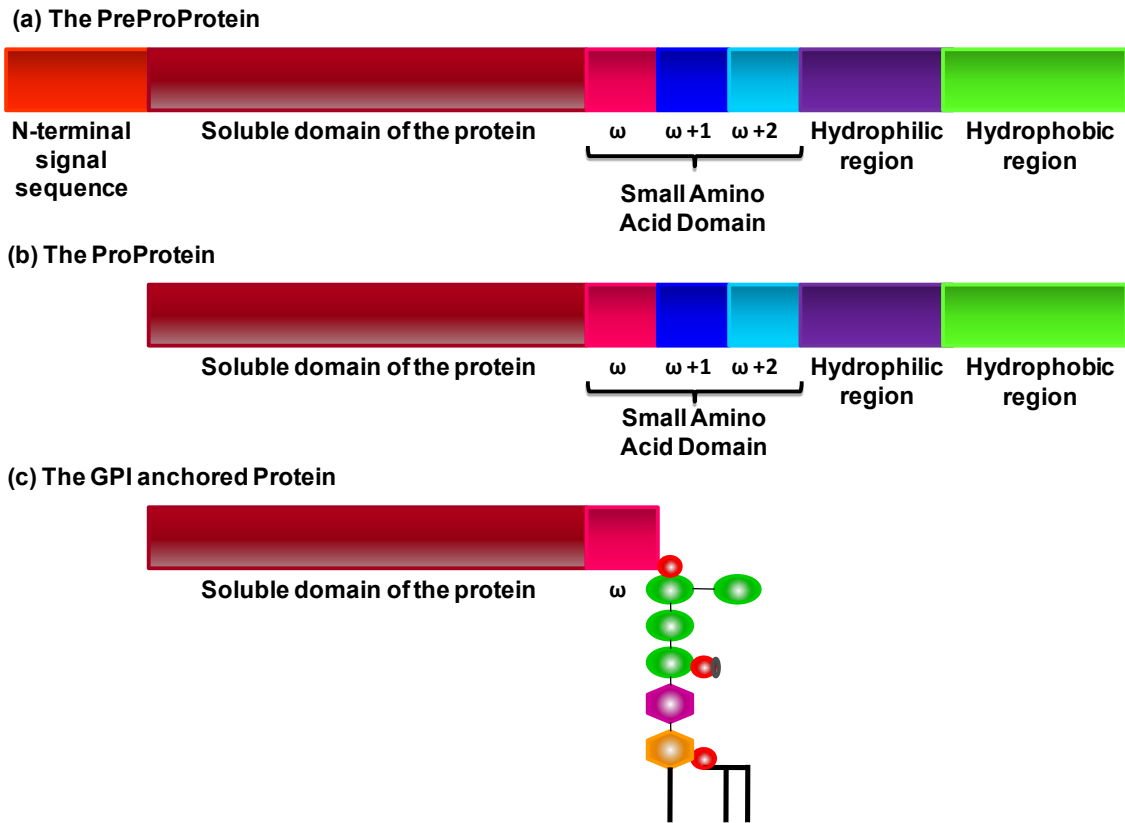 (a) The PreProProtein
N-terminal signal sequence
Soluble domain of the protein
ω
ω +1
ω +2
Small Amino Acid Domain
Hydrophilic region
Hydrophobic region
(b) The ProProtein
Soluble domain of the protein
ω
ω +1
ω +2
Small Amino Acid Domain
Hydrophilic region
Hydrophobic region
(c) The GPI anchored Protein
Soluble domain of the protein
ω